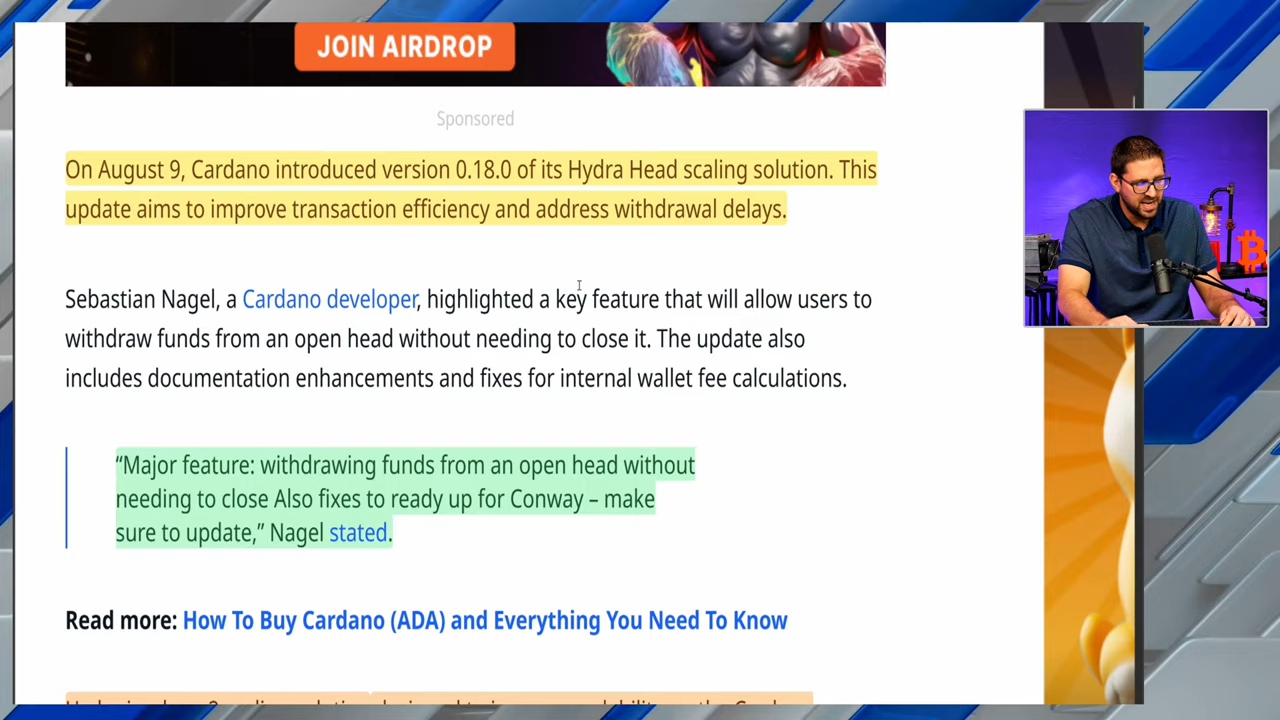 JOIN AIRDROP
Sponsored
On August 9, Cardano introduced version 0.18.0 of its Hydra Head scaling solution. This
update aims to improve transaction efficiency and address withdrawal delays.
Sebastian Nagel, a Cardano developer, highlighted a key feature that will allow users to
withdraw funds from an open head without needing to close it. The update also
includes documentation enhancements and fixes for internal wallet fee calculations.
“Major feature: withdrawing funds from an open head without
needing to close Also fixes to ready up for Conway – make
sure to update,” Nagel stated.
Read more: How To Buy Cardano (ADA) and Everything You Need To Know